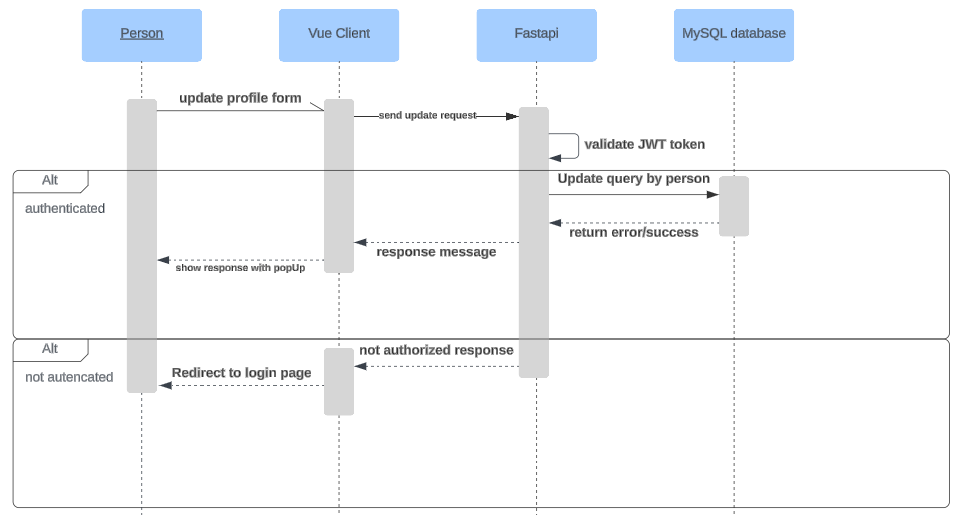 Person
Vue Client
Fastapi
MySQL database
update profile form
send update request
validate JWT token
Alt
Update query by person
authenticated
return error/success
response message
show response with popUp
Alt
not authorized response
Redirect to login page
not autencated